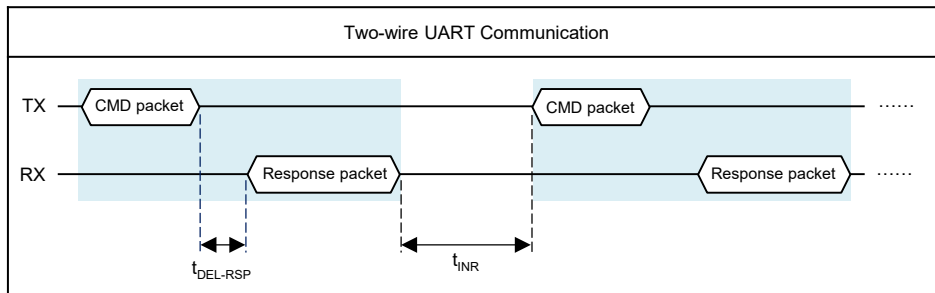 Two-wire UART Communication
TX CMD packet CMD packet ......
RX Response packet Response packet ......
tDEL-RSP tINR